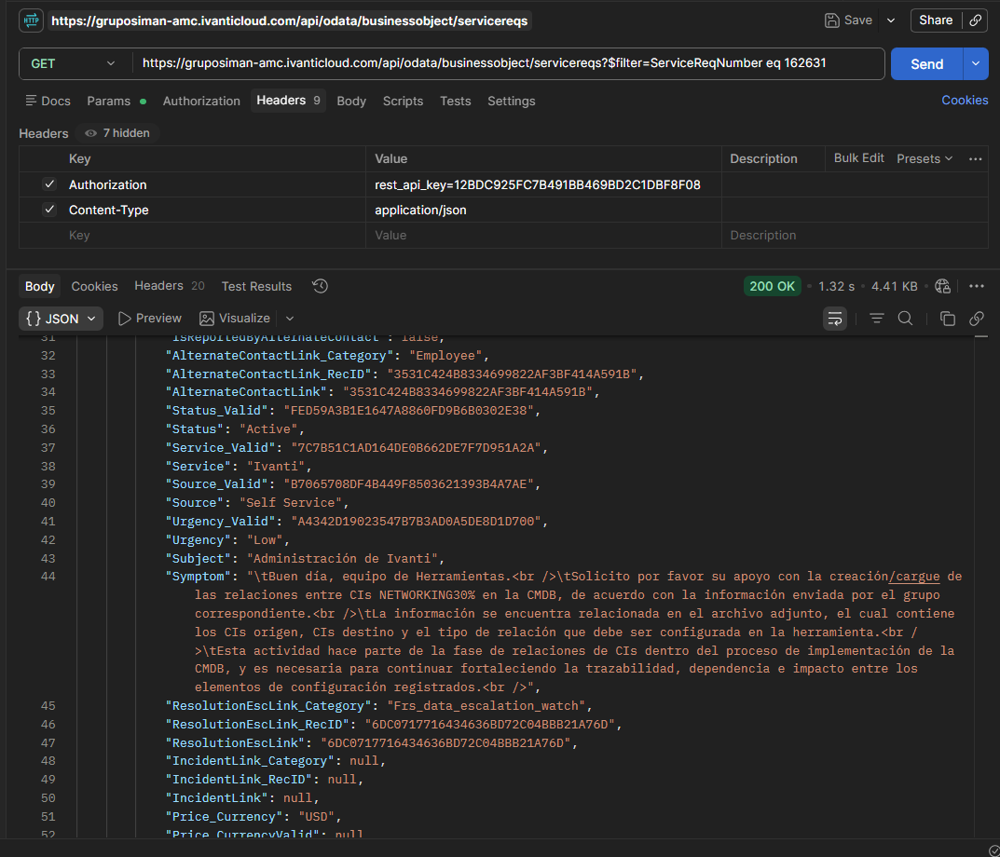 HTTP https://gruposiman-amc.ivanticloud.com/api/odata/businessobject/servicereqs Save Share
GET https://gruposiman-amc.ivanticloud.com/api/odata/businessobject/servicereqs?$filter=ServiceReqNumber eq 162631 Send
Docs Params Authorization Headers 9 Body Scripts Tests Settings Cookies
Headers 7 hidden
Key Value Description Bulk Edit Presets
Authorization rest_api_key=12BDC925FC7B491BB469BD2C1DBF8F08
Content-Type application/json
Key Value Description
Body Cookies Headers 20 Test Results 200 OK 1.32 s 4.41 KB
{} JSON Preview Visualize
31 "IsReportedByAlternateContact": false,
32 "AlternateContactLink_Category": "Employee",
33 "AlternateContactLink_RecID": "3531C424B8334699822AF3BF414A591B",
34 "AlternateContactLink": "3531C424B8334699822AF3BF414A591B",
35 "Status_Valid": "FED59A3B1E1647A8860FD9B6B0302E38",
36 "Status": "Active",
37 "Service_Valid": "7C7B51C1AD164DE0B662DE7F7D951A2A",
38 "Service": "Ivanti",
39 "Source_Valid": "B7065708DF4B449F8503621393B4A7AE",
40 "Source": "Self Service",
41 "Urgency_Valid": "A4342D19023547B7B3AD0A5DE8D1D700",
42 "Urgency": "Low",
43 "Subject": "Administración de Ivanti",
44 "Symptom": "\tBuen día, equipo de Herramientas.<br />\tSolicito por favor su apoyo con la creación/cargue de
las relaciones entre CIs NETWORKING30% en la CMDB, de acuerdo con la información enviada por el grupo
correspondiente.<br />\tLa información se encuentra relacionada en el archivo adjunto, el cual contiene
los CIs origen, CIs destino y el tipo de relación que debe ser configurada en la herramienta.<br /
>\tEsta actividad hace parte de la fase de relaciones de CIs dentro del proceso de implementación de la
CMDB, y es necesaria para continuar fortaleciendo la trazabilidad, dependencia e impacto entre los
elementos de configuración registrados.<br />",
45 "ResolutionEscLink_Category": "Frs_data_escalation_watch",
46 "ResolutionEscLink_RecID": "6DC0717716434636BD72C04BBB21A76D",
47 "ResolutionEscLink": "6DC0717716434636BD72C04BBB21A76D",
48 "IncidentLink_Category": null,
49 "IncidentLink_RecID": null,
50 "IncidentLink": null,
51 "Price_Currency": "USD",
52 "Price_CurrencyValid": null